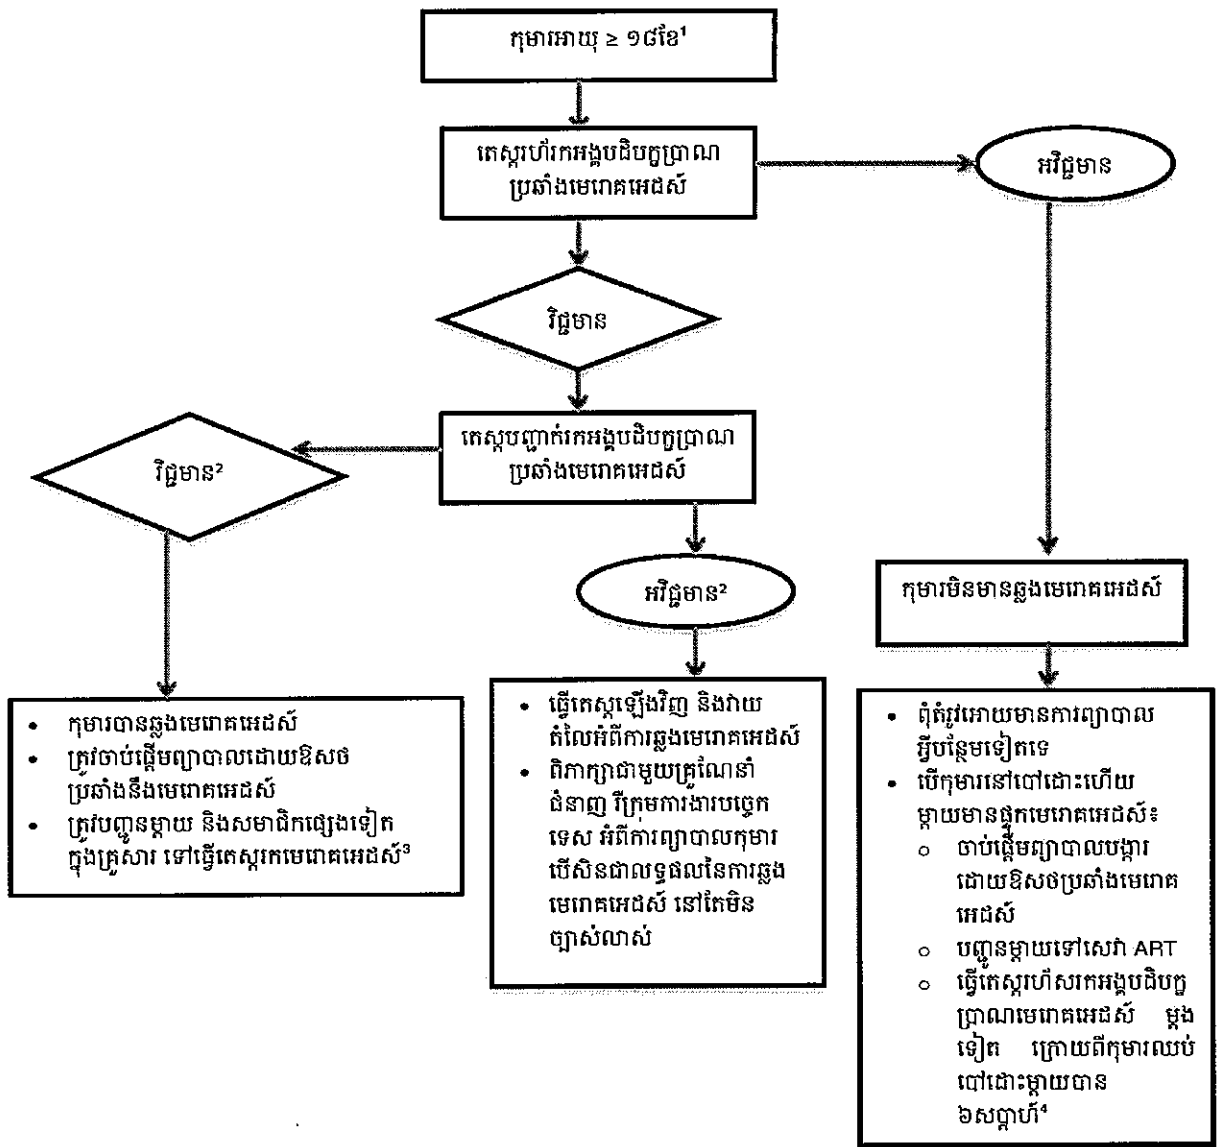 កុមារអាយុ ≥ ១៨ខែ¹
តេស្តរហ័រកអង្គបដិបក្ខប្រាណ
ប្រឆាំងមេរោគអេដស៍
អវិជ្ជមាន
វិជ្ជមាន
តេស្តបញ្ជាក់រកអង្គបដិបក្ខប្រាណ
ប្រឆាំងមេរោគអេដស៍
វិជ្ជមាន²
អវិជ្ជមាន²
កុមារមិនមានឆ្លងមេរោគអេដស៍
• កុមារបានឆ្លងមេរោគអេដស៍
• ត្រូវចាប់ផ្តើមព្យាបាលដោយឱសថ
ប្រឆាំងនឹងមេរោគអេដស៍
• ត្រូវបញ្ជូនម្តាយ និងសមាជិកផ្សេងទៀត
ក្នុងគ្រួសារ ទៅធ្វើតេស្តរកមេរោគអេដស៍³
• ធ្វើតេស្តឡើងវិញ និងវាយ
តំលៃអំពីការឆ្លងមេរោគអេដស៍
• ពិភាក្សាជាមួយគ្រូណែនាំ
ជំនាញ រឺក្រុមការងារបច្ចេក
ទេស អំពីការព្យាបាលកុមារ
បើសិនជាលទ្ធផលនៃការឆ្លង
មេរោគអេដស៍ នៅតែមិន
ច្បាស់លាស់
• ពុំតំរូវអោយមានការព្យាបាល
អ្វីបន្ថែមទៀតទេ
• បើកុមារនៅបៅដោះហើយ
ម្តាយមានផ្ទុកមេរោគអេដស៍៖
o ចាប់ផ្តើមព្យាបាលបង្ការ
ដោយឱសថប្រឆាំងមេរោគ
អេដស៍
o បញ្ជូនម្តាយទៅសេវា ART
o ធ្វើតេស្តរហ័សរកអង្គបដិបក្ខ
ប្រាណមេរោគអេដស៍ ម្តង
ទៀត ក្រោយពីកុមារឈប់
បៅដោះម្តាយបាន
៦សប្តាហ៍⁴